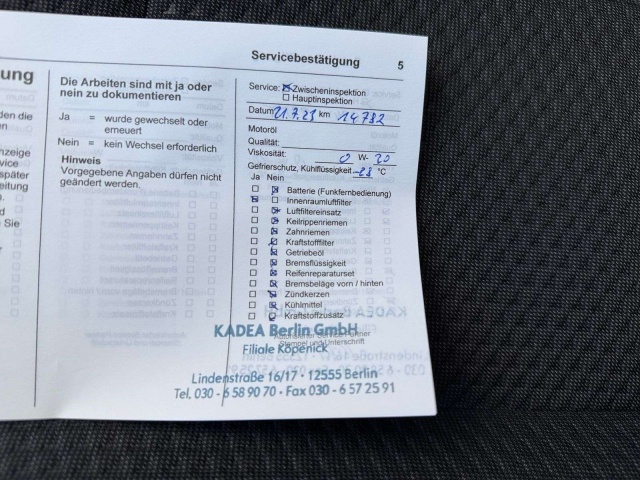 Servicebestätigung 5
ung
den die
en
nzeige
vice
später
eitung
n.
d
Sie
r
Die Arbeiten sind mit ja oder
nein zu dokumentieren
Ja = wurde gewechselt oder
erneuert
Nein = kein Wechsel erforderlich
Hinweis
Vorgegebene Angaben dürfen nicht
geändert werden.
Service: Zwischeninspektion
Hauptinspektion
Datum 21.7.23 km 14782
Motoröl
Qualität:
Viskosität: 0 W- 20
Gefrierschutz, Kühlflüssigkeit -28 °C
Ja Nein
Batterie (Funkfernbedienung)
Innenraumluftfilter
Luftfiltereinsatz
Keilrippenriemen
Zahnriemen
Kraftstofffilter
Getriebeöl
Bremsflüssigkeit
Reifenreparaturset
Bremsbeläge vorn / hinten
Zündkerzen
Kühlmittel
Kraftstoffzusatz
KADEA Berlin GmbH
Stempel und Unterschrift
Filiale Köpenick
Lindenstraße 16/17 · 12555 Berlin
Tel. 030 - 6 58 90 70 · Fax 030 - 6 57 25 91